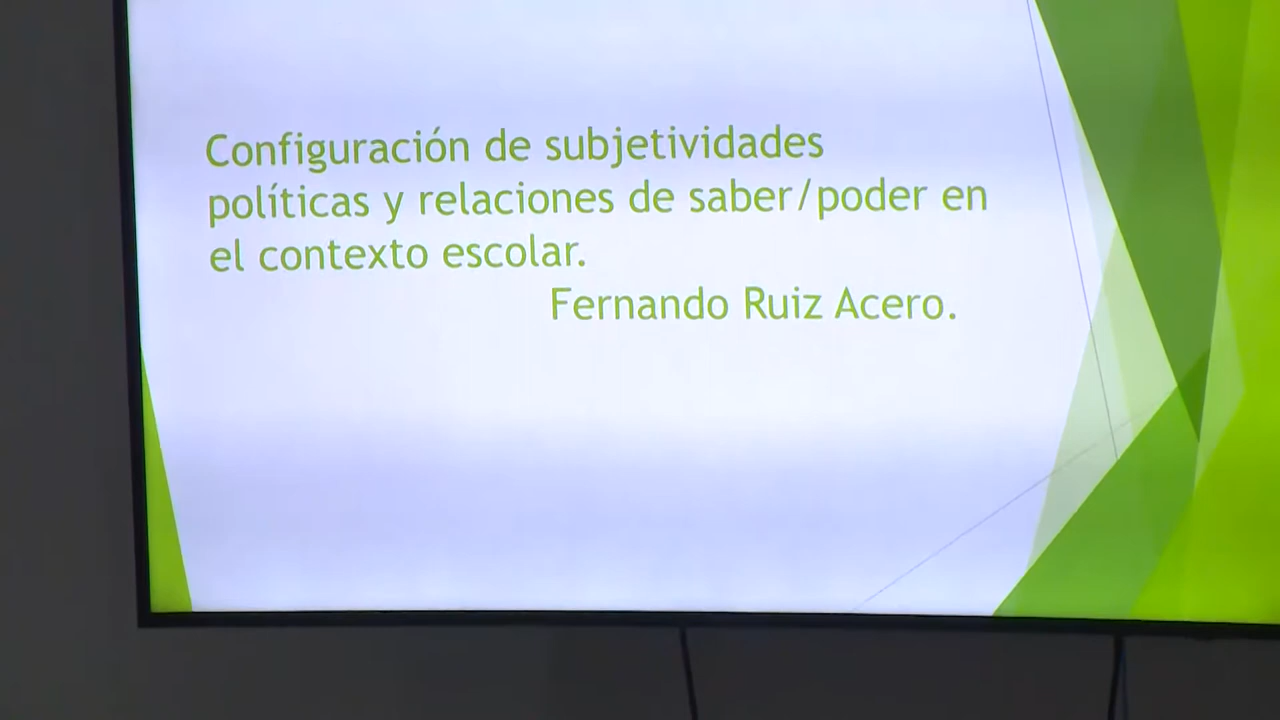 Configuración de subjetividades
políticas y relaciones de saber/poder en
el contexto escolar.
Fernando Ruiz Acero.